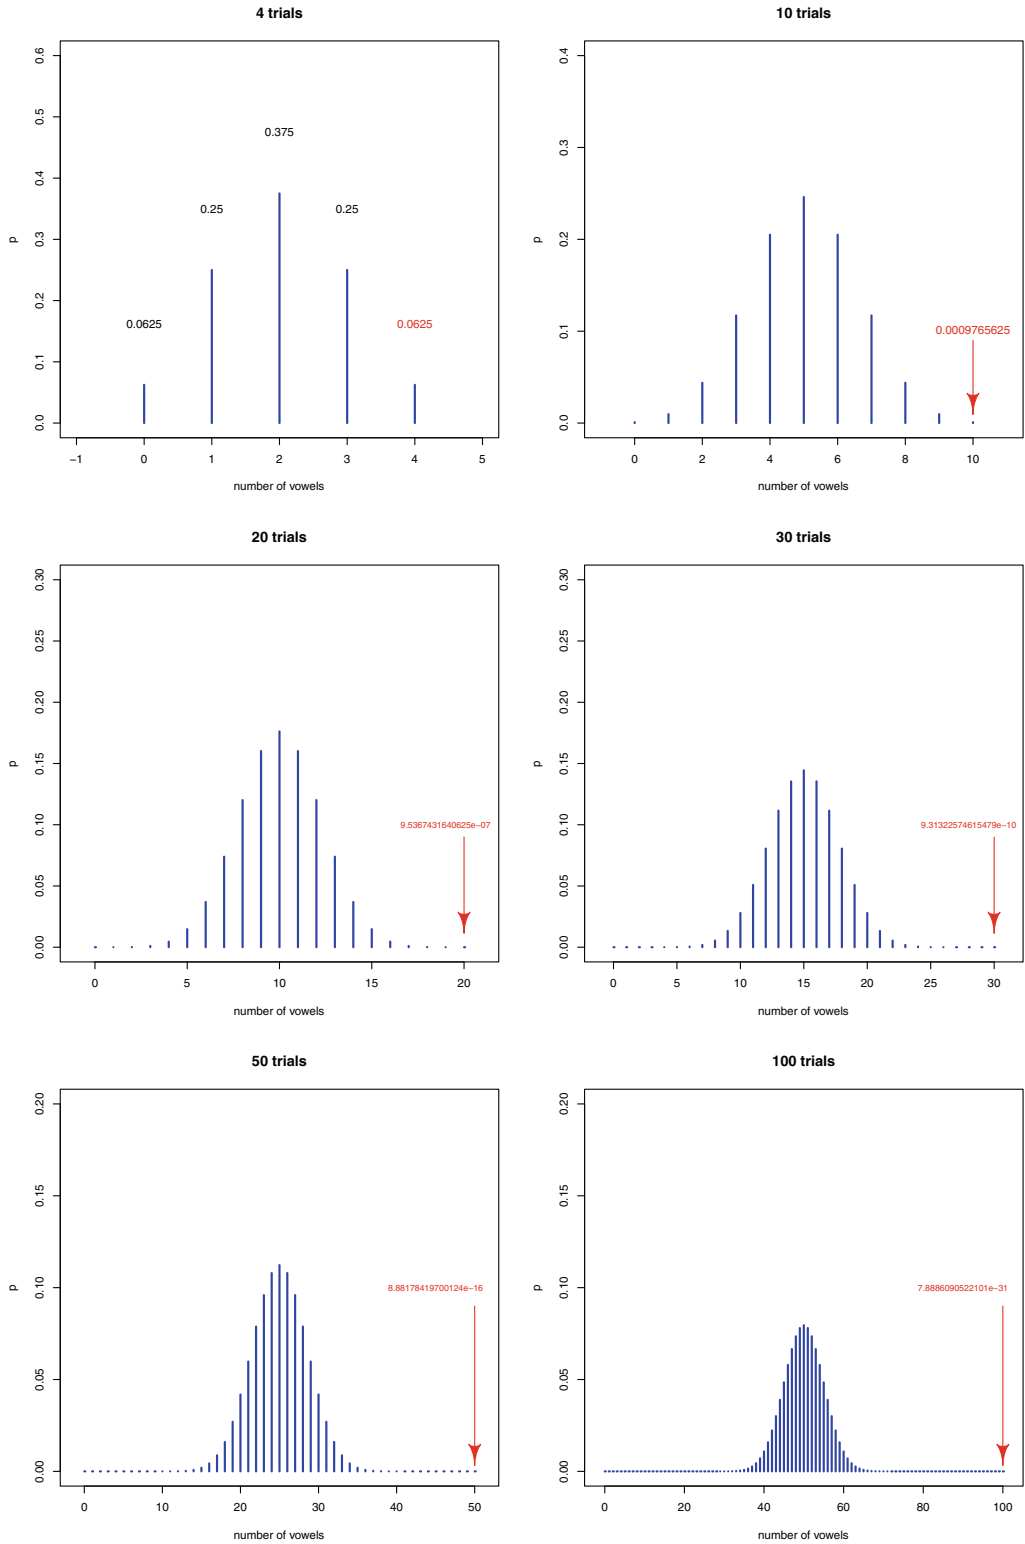 4 trials
0.6
0.5
0.4
0.3
0.2
0.1
0.0
p
0.0625
0.25
0.375
0.25
0.0625
−1 0 1 2 3 4 5
number of vowels
10 trials
0.4
0.3
0.2
0.1
0.0
p
0.0009765625
0 2 4 6 8 10
number of vowels
20 trials
0.30
0.25
0.20
0.15
0.10
0.05
0.00
p
9.5367431640625e−07
0 5 10 15 20
number of vowels
30 trials
0.30
0.25
0.20
0.15
0.10
0.05
0.00
p
9.31322574615479e−10
0 5 10 15 20 25 30
number of vowels
50 trials
0.20
0.15
0.10
0.05
0.00
p
8.88178419700124e−16
0 10 20 30 40 50
number of vowels
100 trials
0.20
0.15
0.10
0.05
0.00
p
7.8886090522101e−31
0 20 40 60 80 100
number of vowels